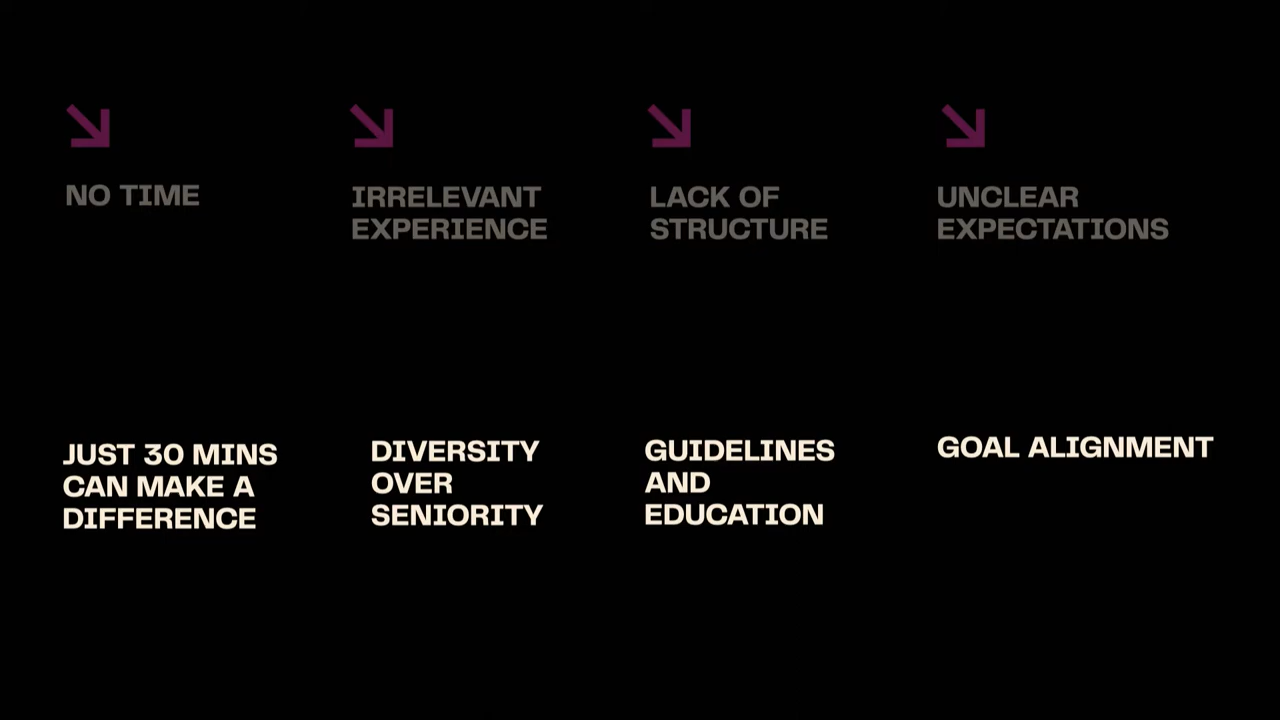 NO TIME
IRRELEVANT
EXPERIENCE
LACK OF
STRUCTURE
UNCLEAR
EXPECTATIONS
JUST 30 MINS
CAN MAKE A
DIFFERENCE
DIVERSITY
OVER
SENIORITY
GUIDELINES
AND
EDUCATION
GOAL ALIGNMENT